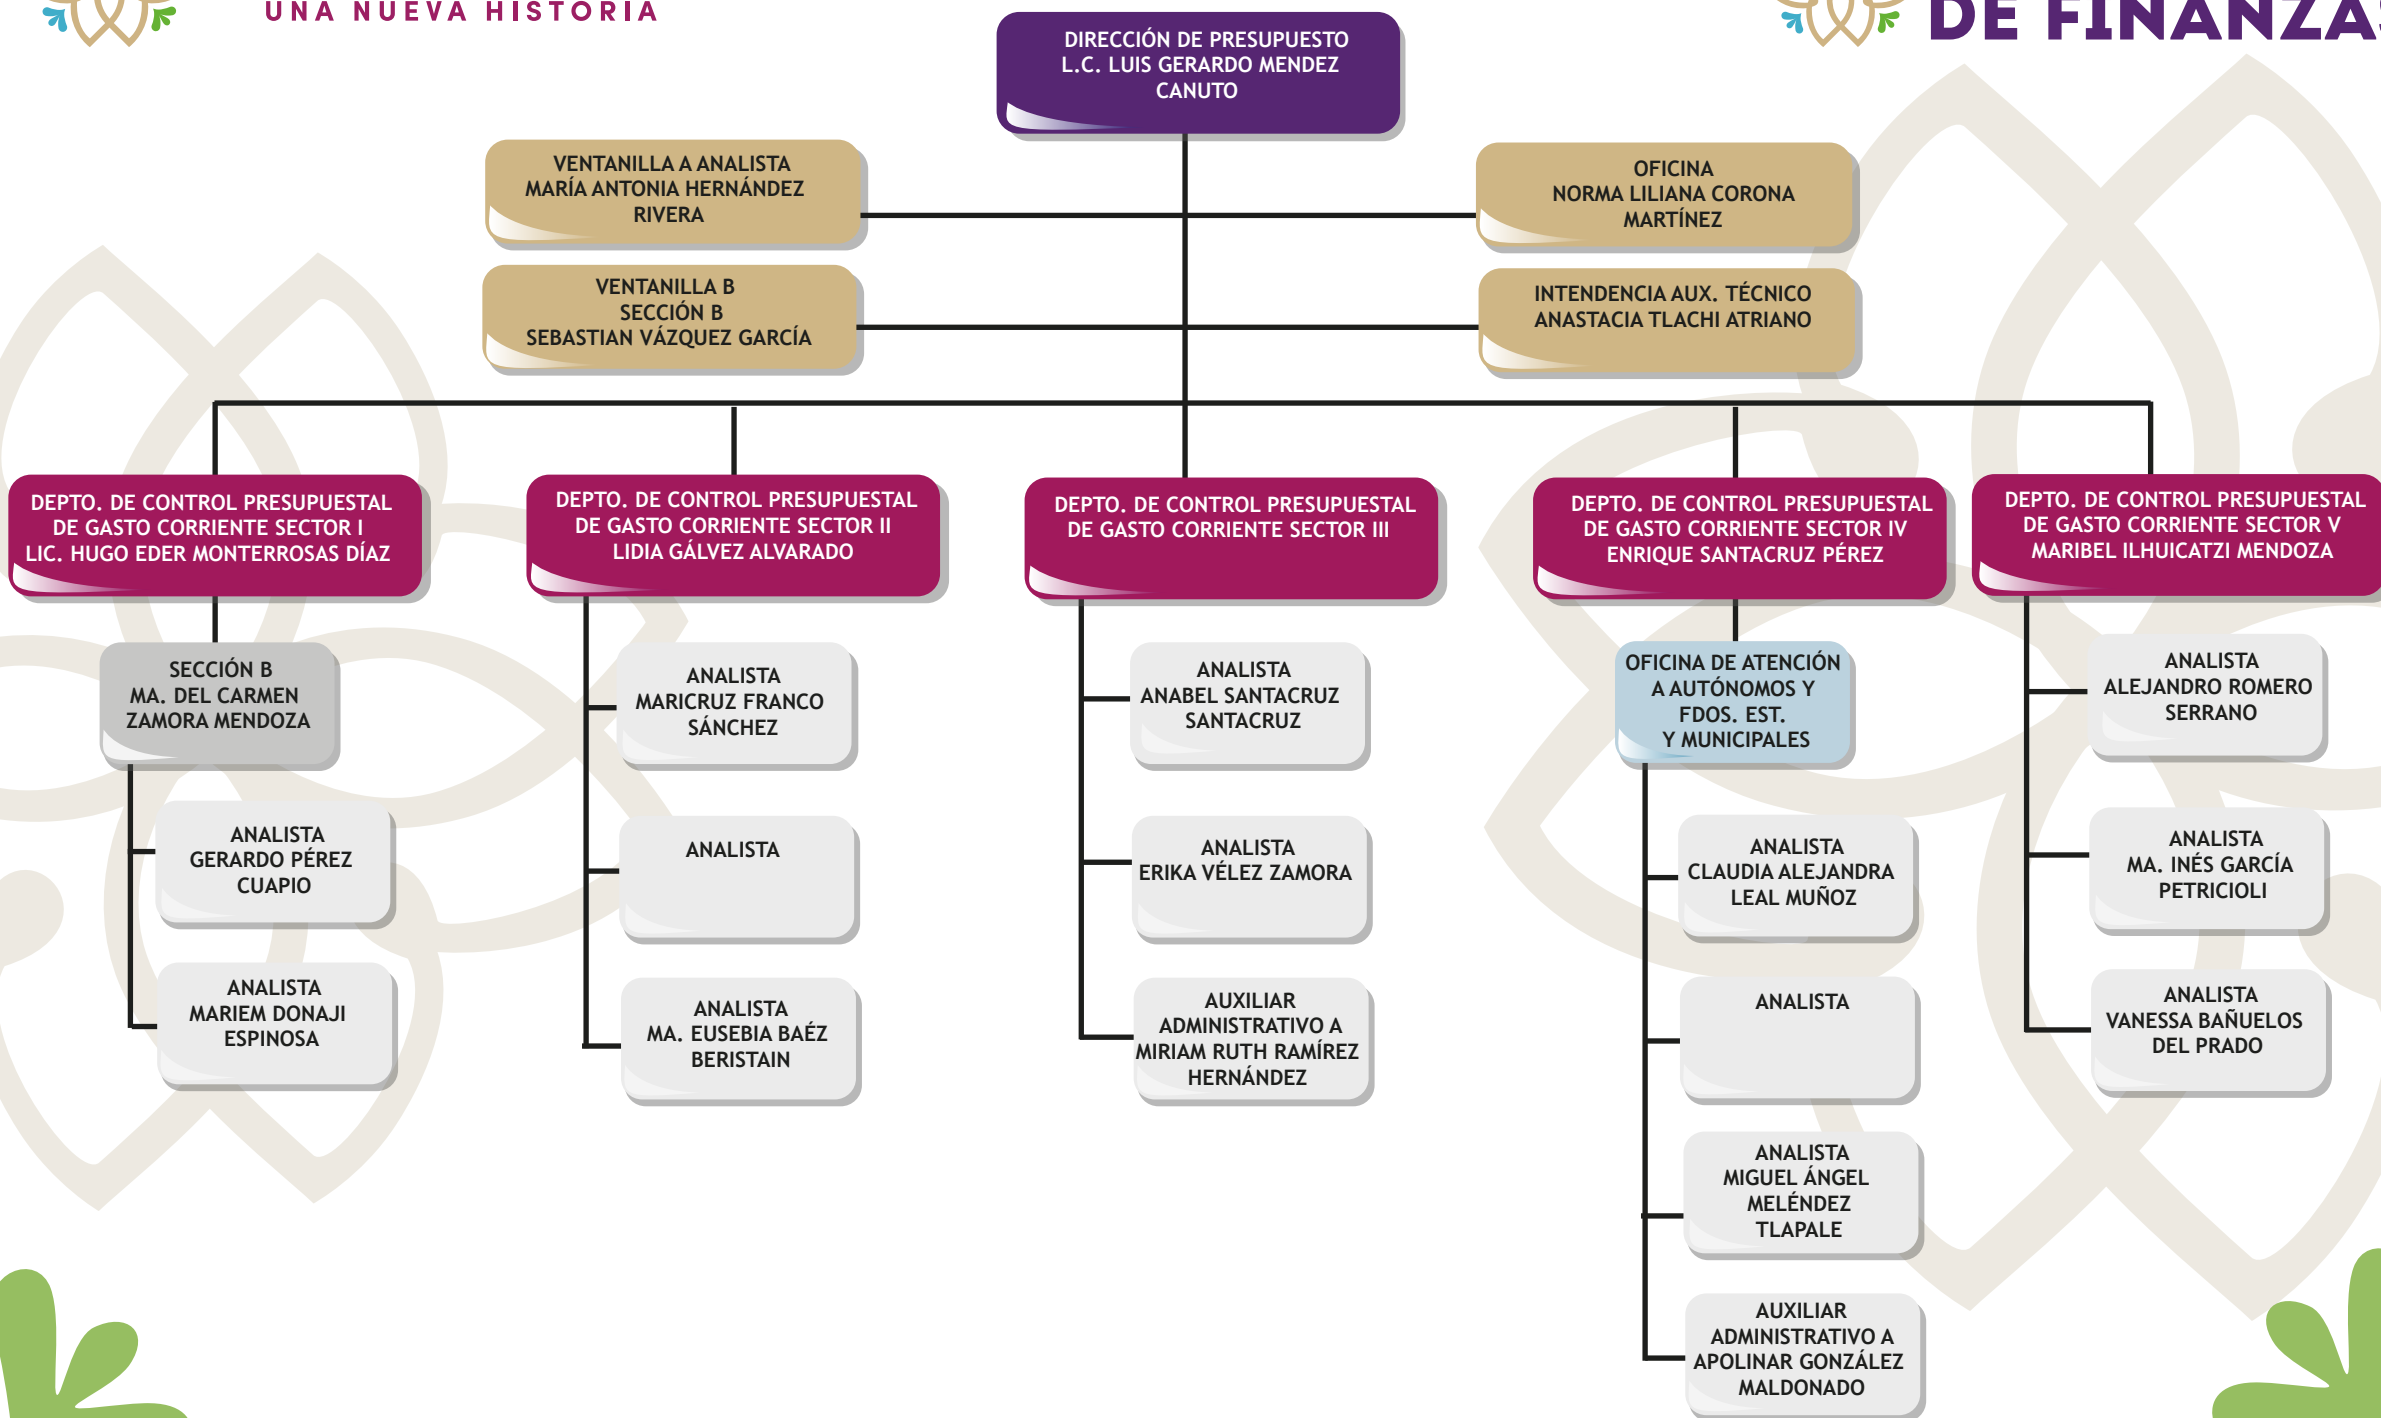 UNA NUEVA HISTORIA
DE FINANZAS
DIRECCIÓN DE PRESUPUESTO
L.C. LUIS GERARDO MENDEZ
CANUTO
VENTANILLA A ANALISTA
MARÍA ANTONIA HERNÁNDEZ
RIVERA
OFICINA
NORMA LILIANA CORONA
MARTÍNEZ
VENTANILLA B
SECCIÓN B
SEBASTIAN VÁZQUEZ GARCÍA
INTENDENCIA AUX. TÉCNICO
ANASTACIA TLACHI ATRIANO
DEPTO. DE CONTROL PRESUPUESTAL
DE GASTO CORRIENTE SECTOR I
LIC. HUGO EDER MONTERROSAS DÍAZ
DEPTO. DE CONTROL PRESUPUESTAL
DE GASTO CORRIENTE SECTOR II
LIDIA GÁLVEZ ALVARADO
DEPTO. DE CONTROL PRESUPUESTAL
DE GASTO CORRIENTE SECTOR III
DEPTO. DE CONTROL PRESUPUESTAL
DE GASTO CORRIENTE SECTOR IV
ENRIQUE SANTACRUZ PÉREZ
DEPTO. DE CONTROL PRESUPUESTAL
DE GASTO CORRIENTE SECTOR V
MARIBEL ILHUICATZI MENDOZA
SECCIÓN B
MA. DEL CARMEN
ZAMORA MENDOZA
ANALISTA
GERARDO PÉREZ
CUAPIO
ANALISTA
MARIEM DONAJI
ESPINOSA
ANALISTA
MARICRUZ FRANCO
SÁNCHEZ
ANALISTA
ANALISTA
MA. EUSEBIA BAÉZ
BERISTAIN
ANALISTA
ANABEL SANTACRUZ
SANTACRUZ
ANALISTA
ERIKA VÉLEZ ZAMORA
AUXILIAR
ADMINISTRATIVO A
MIRIAM RUTH RAMÍREZ
HERNÁNDEZ
OFICINA DE ATENCIÓN
A AUTÓNOMOS Y
FDOS. EST.
Y MUNICIPALES
ANALISTA
CLAUDIA ALEJANDRA
LEAL MUÑOZ
ANALISTA
ANALISTA
MIGUEL ÁNGEL
MELÉNDEZ
TLAPALE
AUXILIAR
ADMINISTRATIVO A
APOLINAR GONZÁLEZ
MALDONADO
ANALISTA
ALEJANDRO ROMERO
SERRANO
ANALISTA
MA. INÉS GARCÍA
PETRICIOLI
ANALISTA
VANESSA BAÑUELOS
DEL PRADO